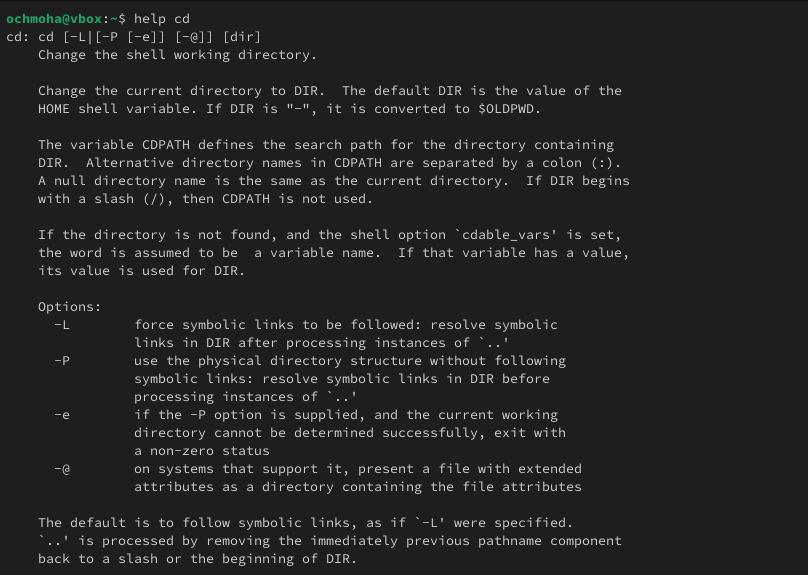 ochmoha@vbox:~$ help cd
cd: cd [-L|[-P [-e]] [-@]] [dir]
    Change the shell working directory.

    Change the current directory to DIR.  The default DIR is the value of the
    HOME shell variable. If DIR is "-", it is converted to $OLDPWD.

    The variable CDPATH defines the search path for the directory containing
    DIR.  Alternative directory names in CDPATH are separated by a colon (:).
    A null directory name is the same as the current directory.  If DIR begins
    with a slash (/), then CDPATH is not used.

    If the directory is not found, and the shell option `cdable_vars' is set,
    the word is assumed to be  a variable name.  If that variable has a value,
    its value is used for DIR.

    Options:
      -L        force symbolic links to be followed: resolve symbolic
                links in DIR after processing instances of `..'
      -P        use the physical directory structure without following
                symbolic links: resolve symbolic links in DIR before
                processing instances of `..'
      -e        if the -P option is supplied, and the current working
                directory cannot be determined successfully, exit with
                a non-zero status
      -@        on systems that support it, present a file with extended
                attributes as a directory containing the file attributes

    The default is to follow symbolic links, as if `-L' were specified.
    `..' is processed by removing the immediately previous pathname component
    back to a slash or the beginning of DIR.